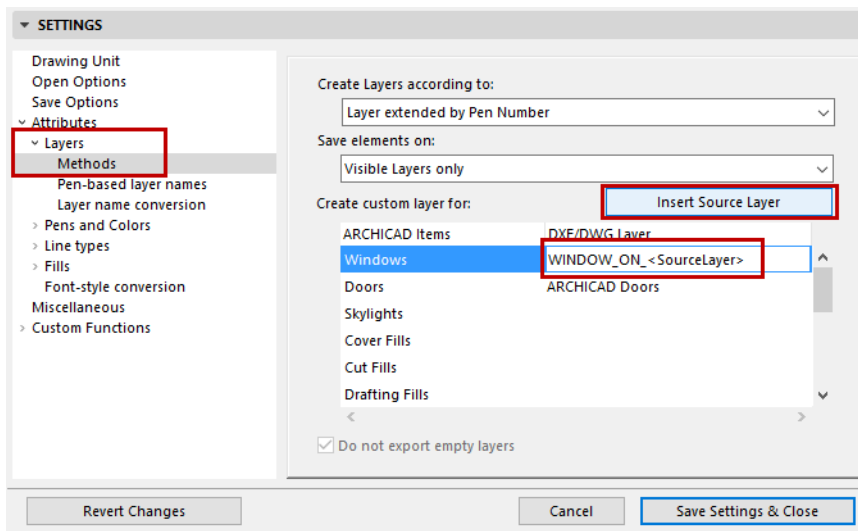 SETTINGS
Drawing Unit
Open Options
Save Options
Attributes
Layers
Methods
Pen-based layer names
Layer name conversion
Pens and Colors
Line types
Fills
Font-style conversion
Miscellaneous
Custom Functions
Create Layers according to:
Layer extended by Pen Number
Save elements on:
Visible Layers only
Create custom layer for:
Insert Source Layer
ARCHICAD Items DXF/DWG Layer
Windows WINDOW_ON_<SourceLayer>
Doors ARCHICAD Doors
Skylights
Cover Fills
Cut Fills
Drafting Fills
Do not export empty layers
Revert Changes Cancel Save Settings & Close